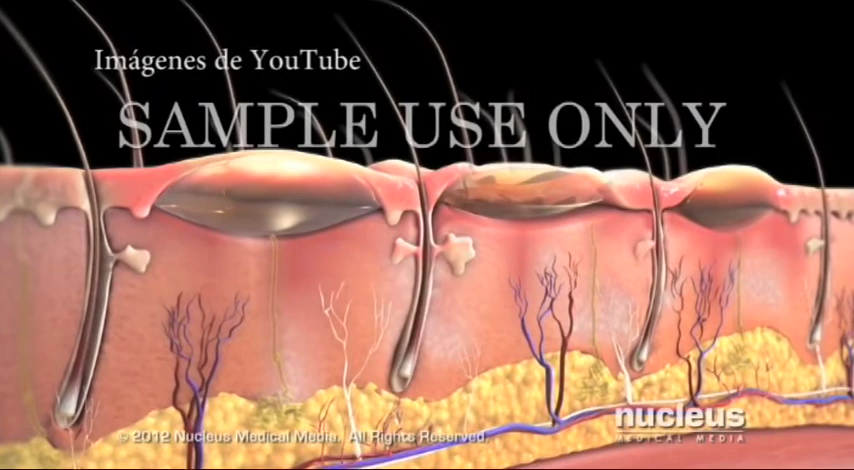 Imágenes de YouTube
SAMPLE USE ONLY
© 2012 Nucleus Medical Media. All Rights Reserved.
nucleus
MEDICAL MEDIA